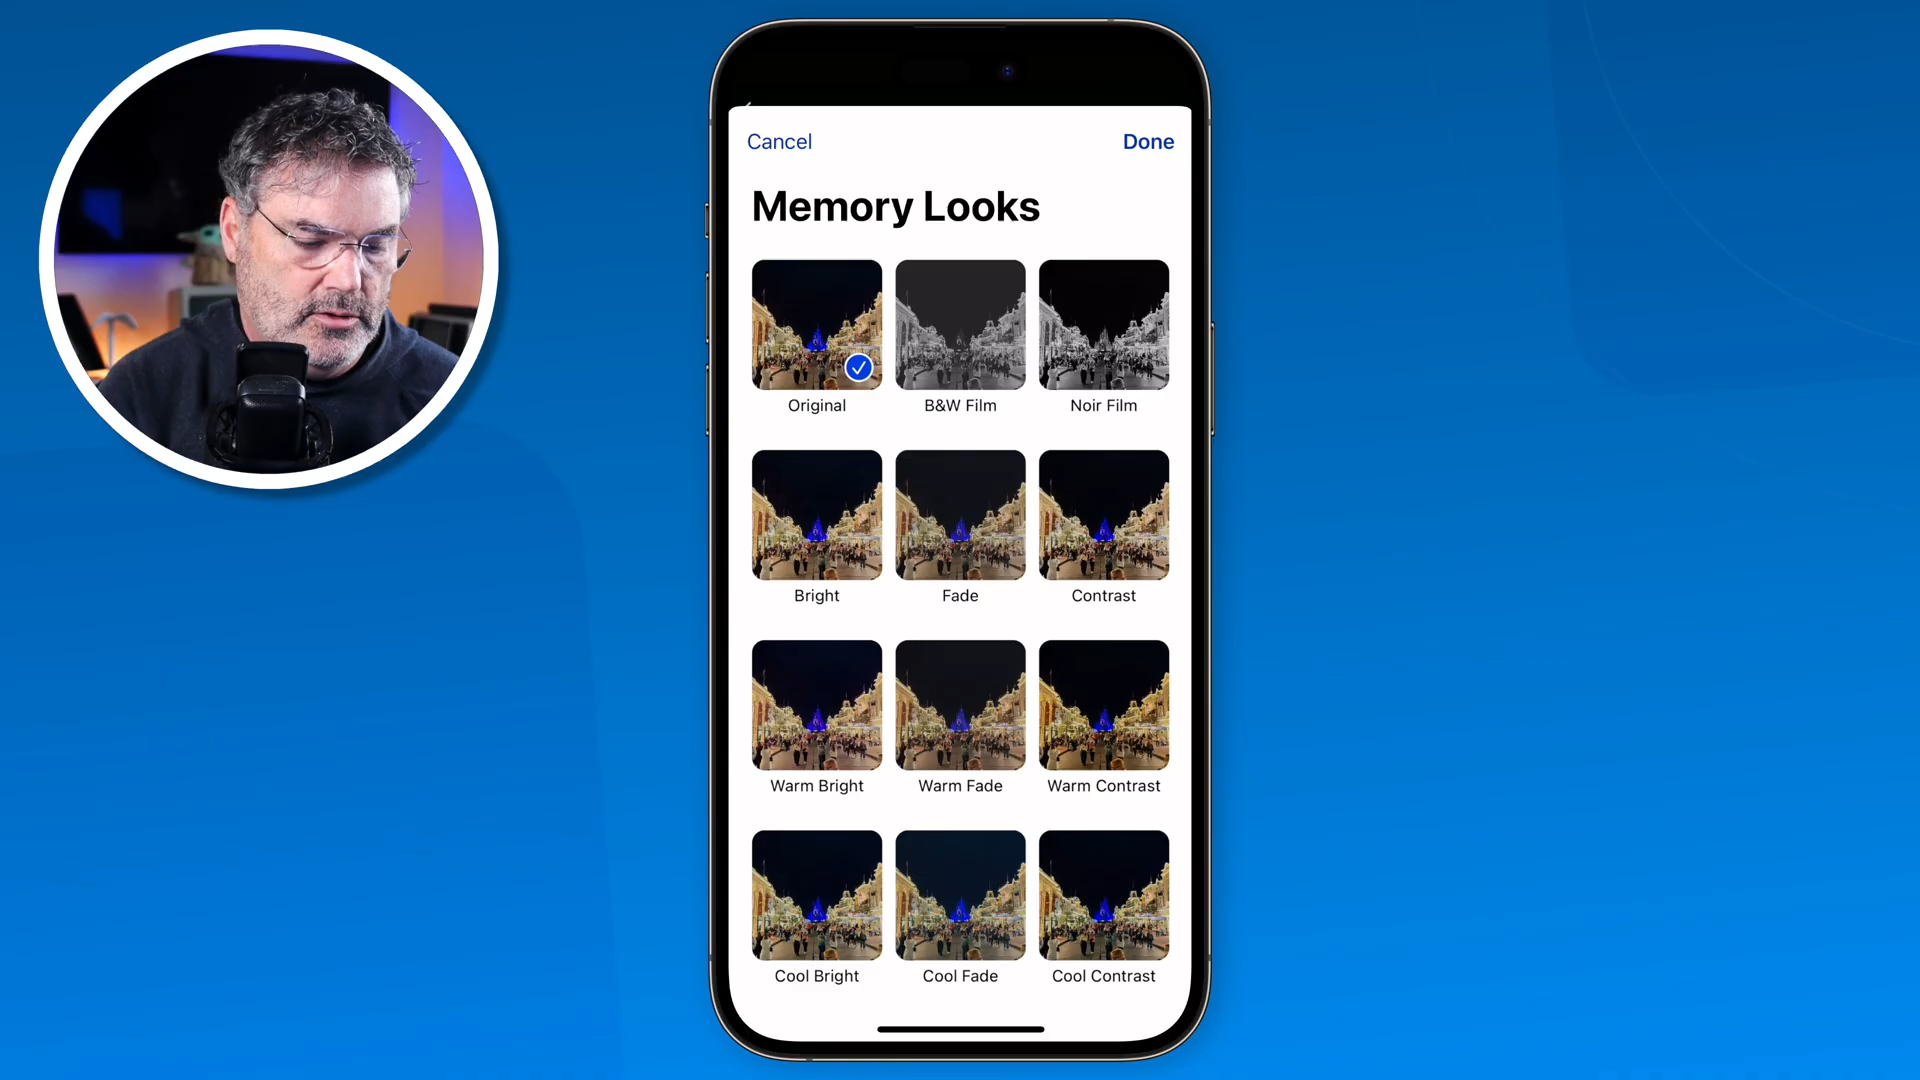 Cancel
Done
Memory Looks
Original
B&W Film
Noir Film
Bright
Fade
Contrast
Warm Bright
Warm Fade
Warm Contrast
Cool Bright
Cool Fade
Cool Contrast